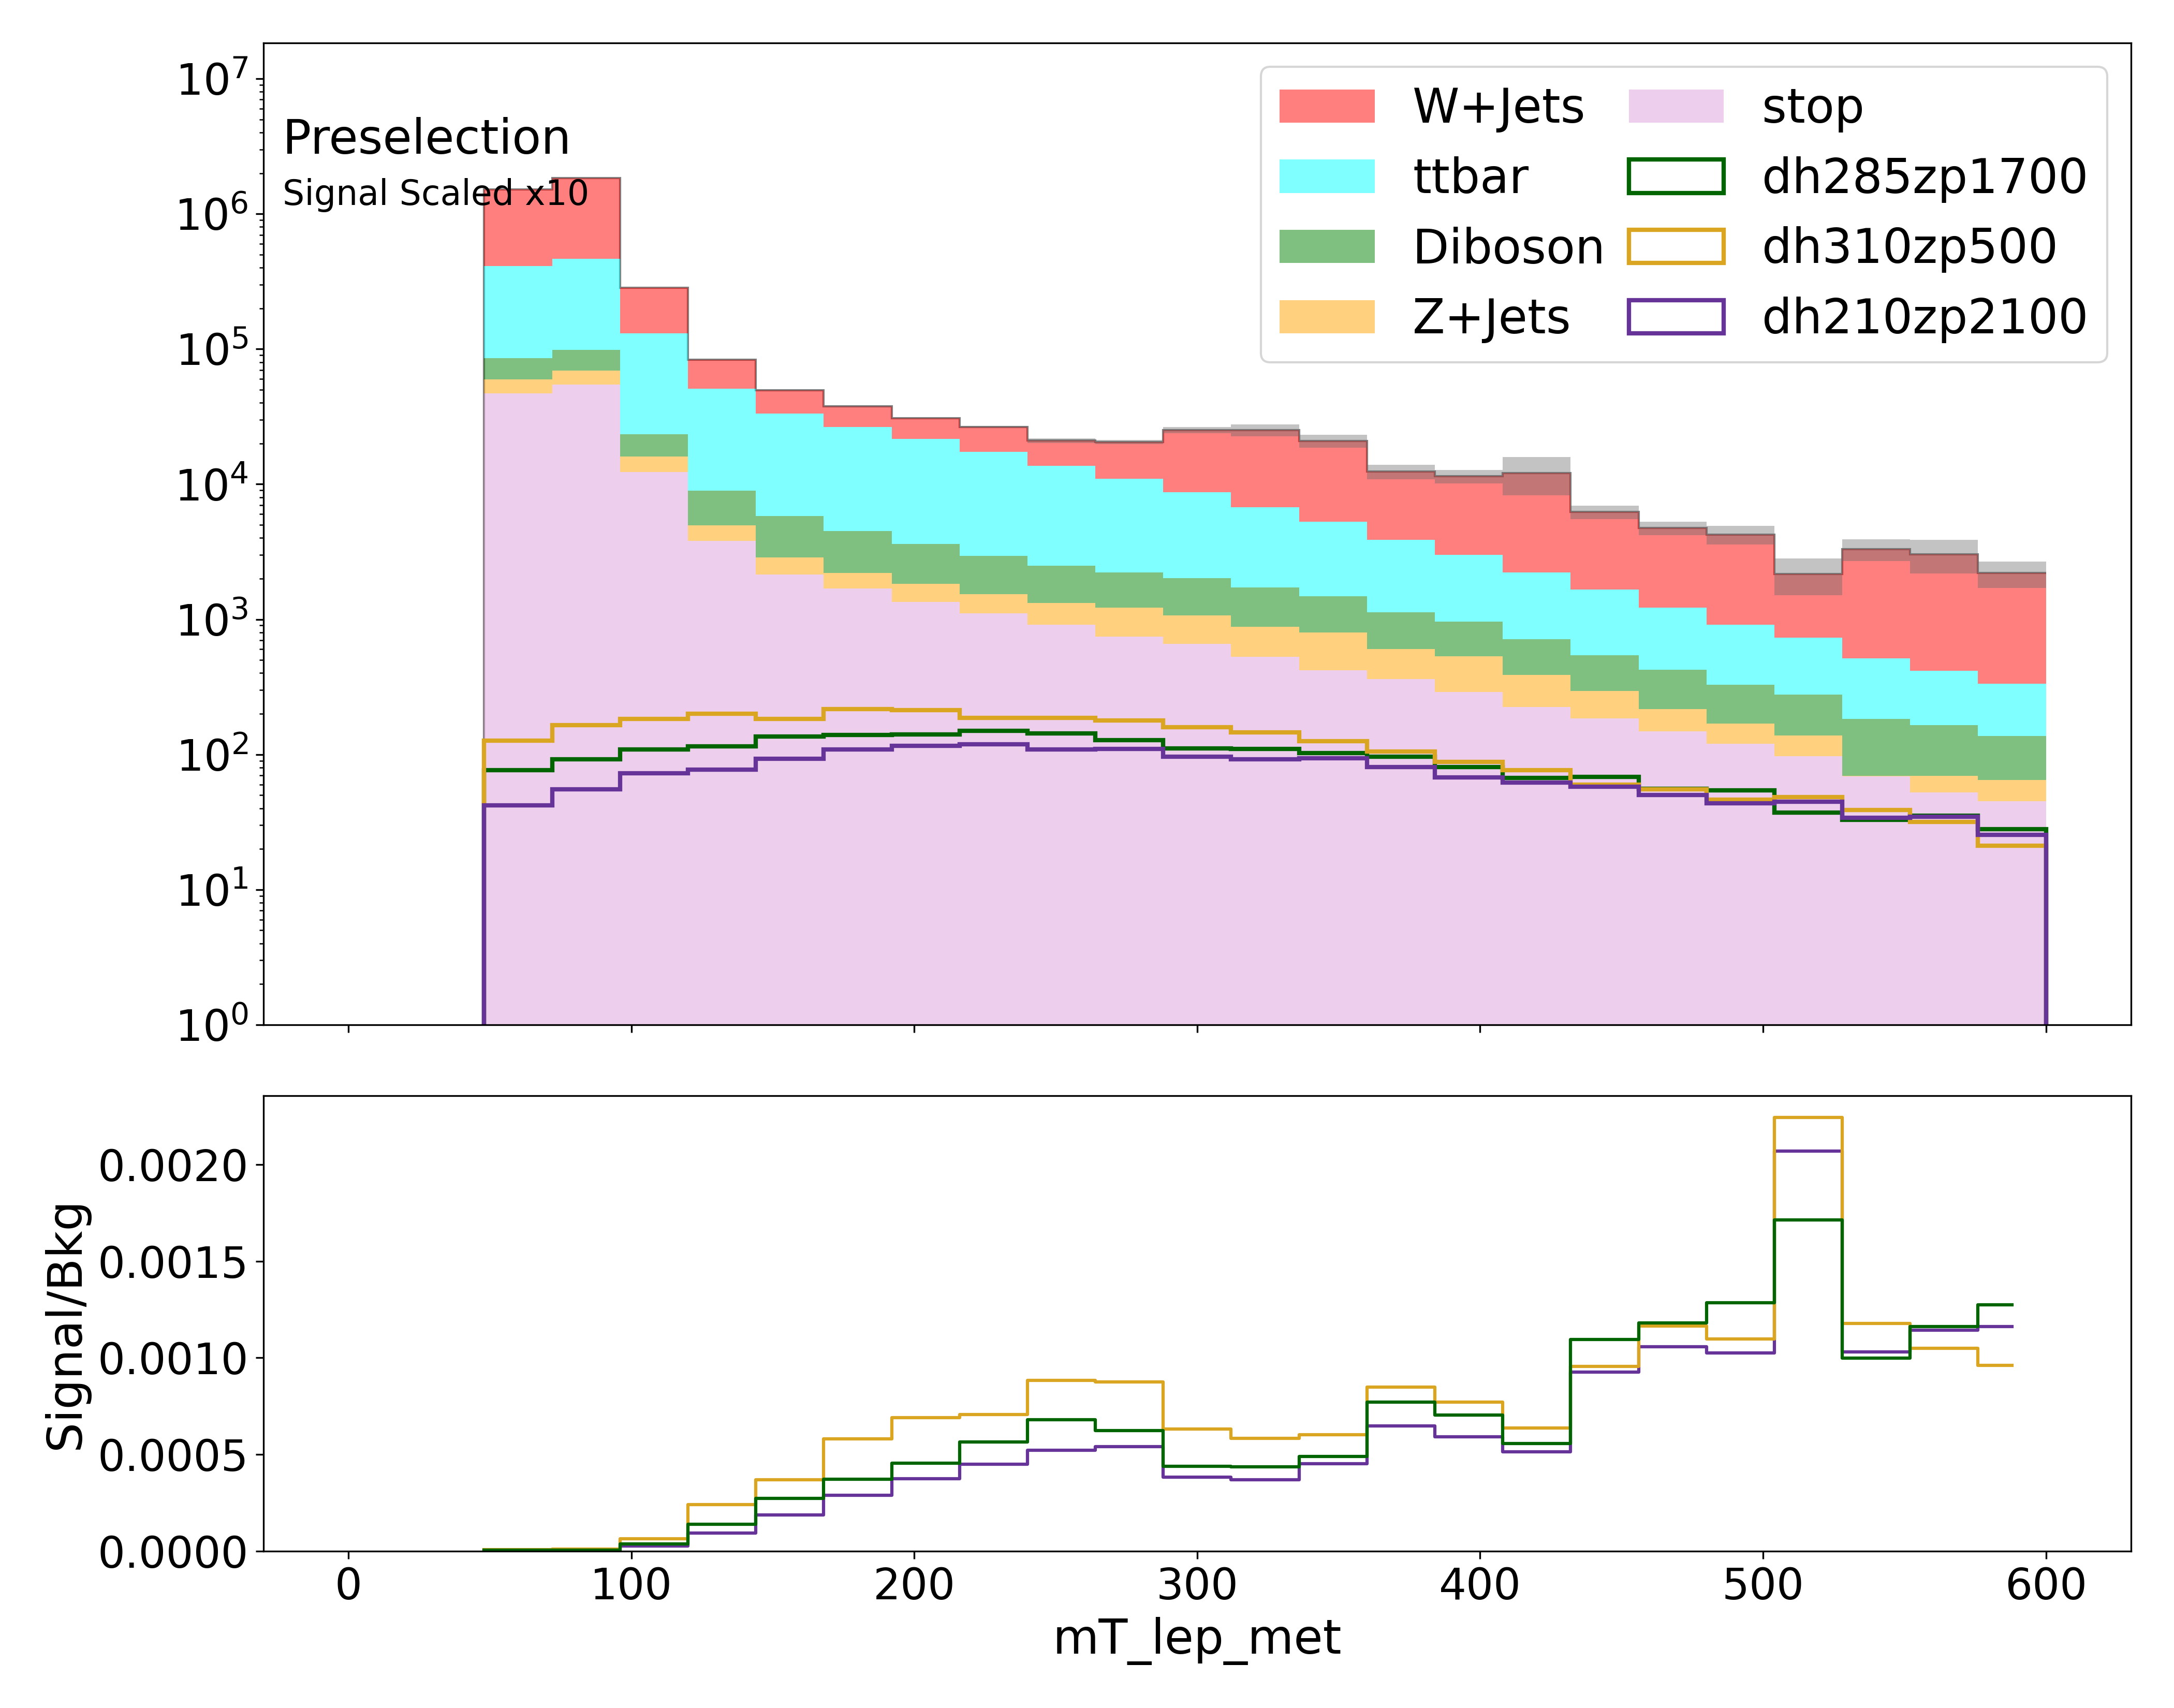 10^7
10^6
10^5
10^4
10^3
10^2
10^1
10^0
Preselection
Signal Scaled x10
W+Jets
ttbar
Diboson
Z+Jets
stop
dh285zp1700
dh310zp500
dh210zp2100
Signal/Bkg
0.0020
0.0015
0.0010
0.0005
0.0000
0 100 200 300 400 500 600
mT_lep_met